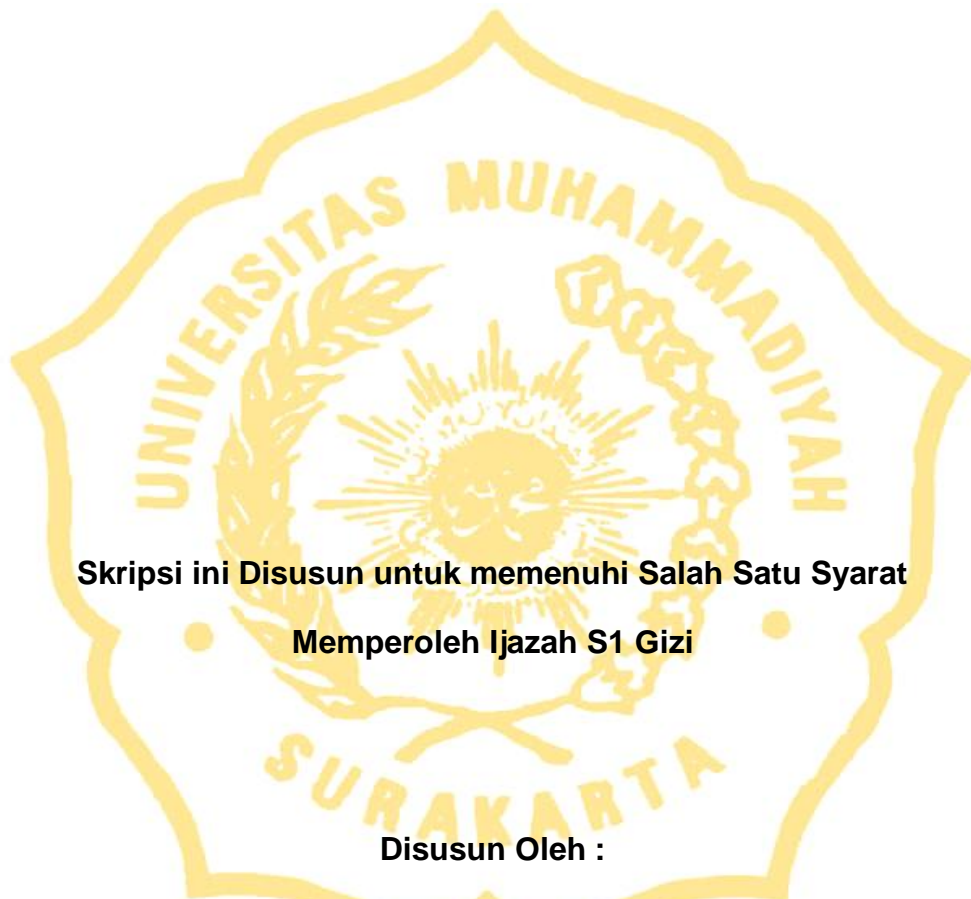 UNIVERSITAS MUHAMMADIYAH
Skripsi ini Disusun untuk memenuhi Salah Satu Syarat
Memperoleh Ijazah S1 Gizi
SURAKARTA
Disusun Oleh :